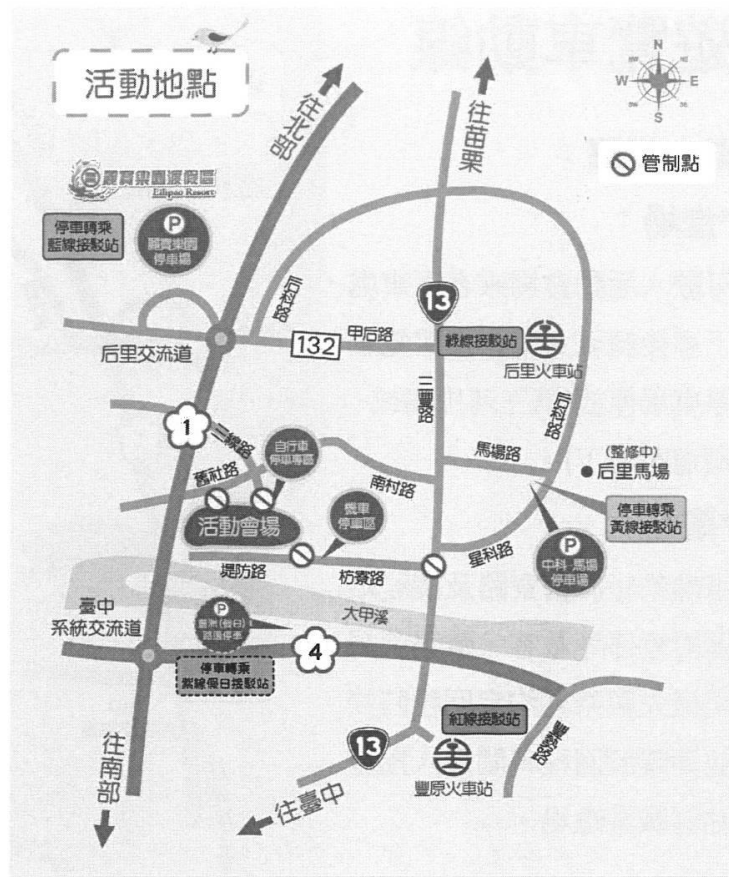 活動地點
往北部
往苗栗
N
W
E
S
管制點
麗寶樂園渡假區
Lihpao Resort
停車轉乘
藍線接駁站
P
麗寶樂園
停車場
后科路
13
132
甲后路
綠線接駁站
后里火車站
后里交流道
三豐路
后科路
1
三線路
自行車
停車專區
馬場路
(整修中)
后里馬場
舊社路
南村路
機車
停車區
停車轉乘
黃線接駁站
活動會場
星科路
P
中科-馬場
停車場
堤防路
枋寮路
大甲溪
臺中
系統交流道
P
豐洲(假日)
路邊停車
4
停車轉乘
紫線假日接駁站
紅線接駁站
豐勢路
13
往南部
豐原火車站
往臺中